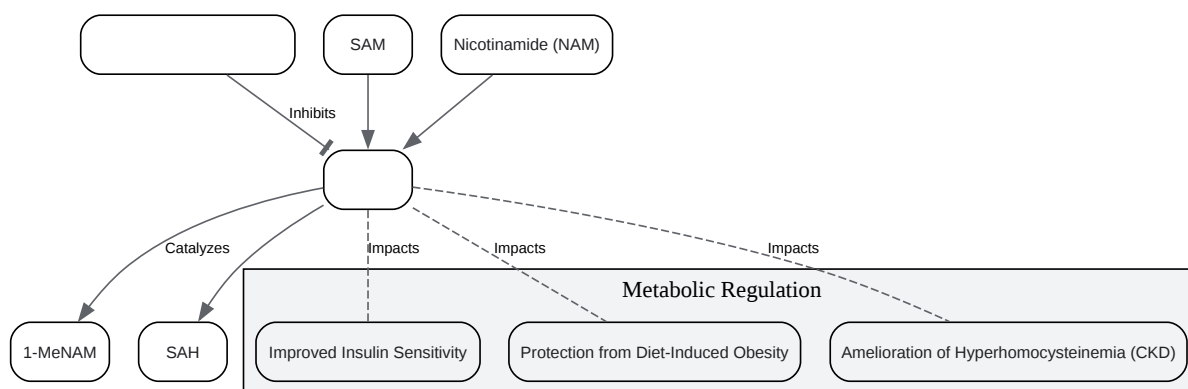 SAM
Nicotinamide (NAM)
Inhibits
Catalyzes
Impacts
Impacts
Impacts
Metabolic Regulation
1-MeNAM
SAH
Improved Insulin Sensitivity
Protection from Diet-Induced Obesity
Amelioration of Hyperhomocysteinemia (CKD)